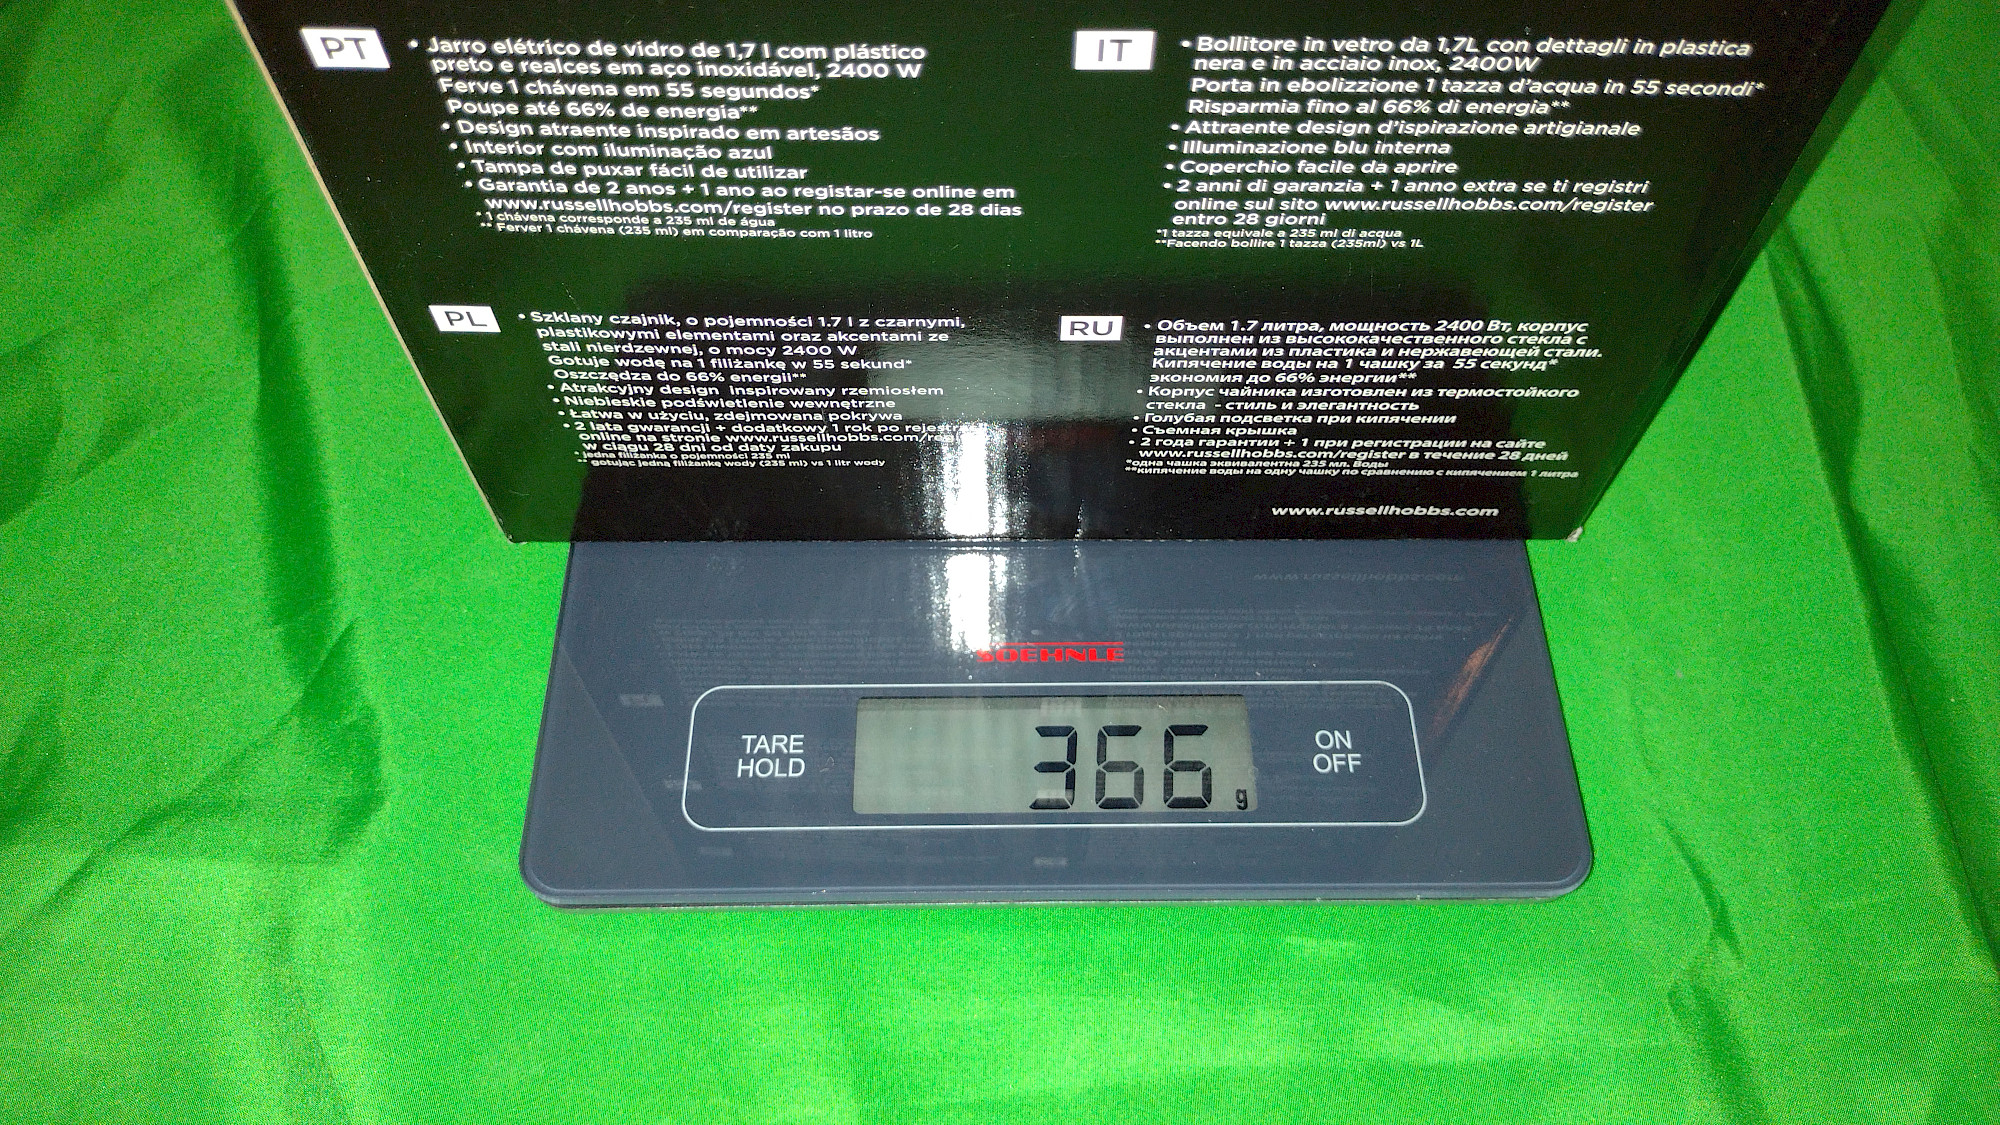 PT
• Jarro elétrico de vidro de 1,7 l com plástico
preto e realces em aço inoxidável, 2400 W
Ferve 1 chávena em 55 segundos*
Poupe até 66% de energia**
• Design atraente inspirado em artesãos
• Interior com iluminação azul
• Tampa de puxar fácil de utilizar
• Garantia de 2 anos + 1 ano ao registar-se online em
www.russellhobbs.com/register no prazo de 28 dias
* 1 chávena corresponde a 235 ml de água
** Ferver 1 chávena (235 ml) em comparação com 1 litro
IT
• Bollitore in vetro da 1,7L con dettagli in plastica
nera e in acciaio inox, 2400W
Porta in ebolizzione 1 tazza d'acqua in 55 secondi*
Risparmia fino al 66% di energia**
• Attraente design d'ispirazione artigianale
• Illuminazione blu interna
• Coperchio facile da aprire
• 2 anni di garanzia + 1 anno extra se ti registri
online sul sito www.russellhobbs.com/register
entro 28 giorni
*1 tazza equivale a 235 ml di acqua
**Facendo bollire 1 tazza (235ml) vs 1L
PL
• Szklany czajnik, o pojemności 1.7 l z czarnymi,
plastikowymi elementami oraz akcentami ze
stali nierdzewnej, o mocy 2400 W
Gotuje wodę na 1 filiżankę w 55 sekund*
Oszczędza do 66% energii**
• Atrakcyjny design Inspirowany rzemiosłem
• Niebieskie podświetlenie wewnętrzne
• Łatwa w użyciu, zdejmowana pokrywa
• 2 lata gwarancji + dodatkowy 1 rok po
online na stronie
w ciągu 28 dni od daty zakupu
* jedna filiżanka o pojemności 235 ml
** gotując jedną filiżankę wody (235 ml) vs 1 litr wody
RU
• Объем 1.7 литра, мощность 2400 Вт, корпус
выполнен из высококачественного стекла с
акцентами из пластика и нержавеющей стали.
Кипячение воды на 1 чашку за 55 секунд*
экономия до 66% энергии**
• Корпус чайника изготовлен из термостойкого
стекла - стиль и элегантность
• Голубая подсветка при кипячении
• Съемная крышка
• 2 года гарантии + 1 при регистрации на сайте
www.russellhobbs.com/register в течение 28 дней
*одна чашка эквивалентна 235 мл. Воды
**кипячение воды на одну чашку по сравнению с кипячением 1 литра
www.russellhobbs.com
SOEHNLE
TARE
HOLD
366 g
ON
OFF